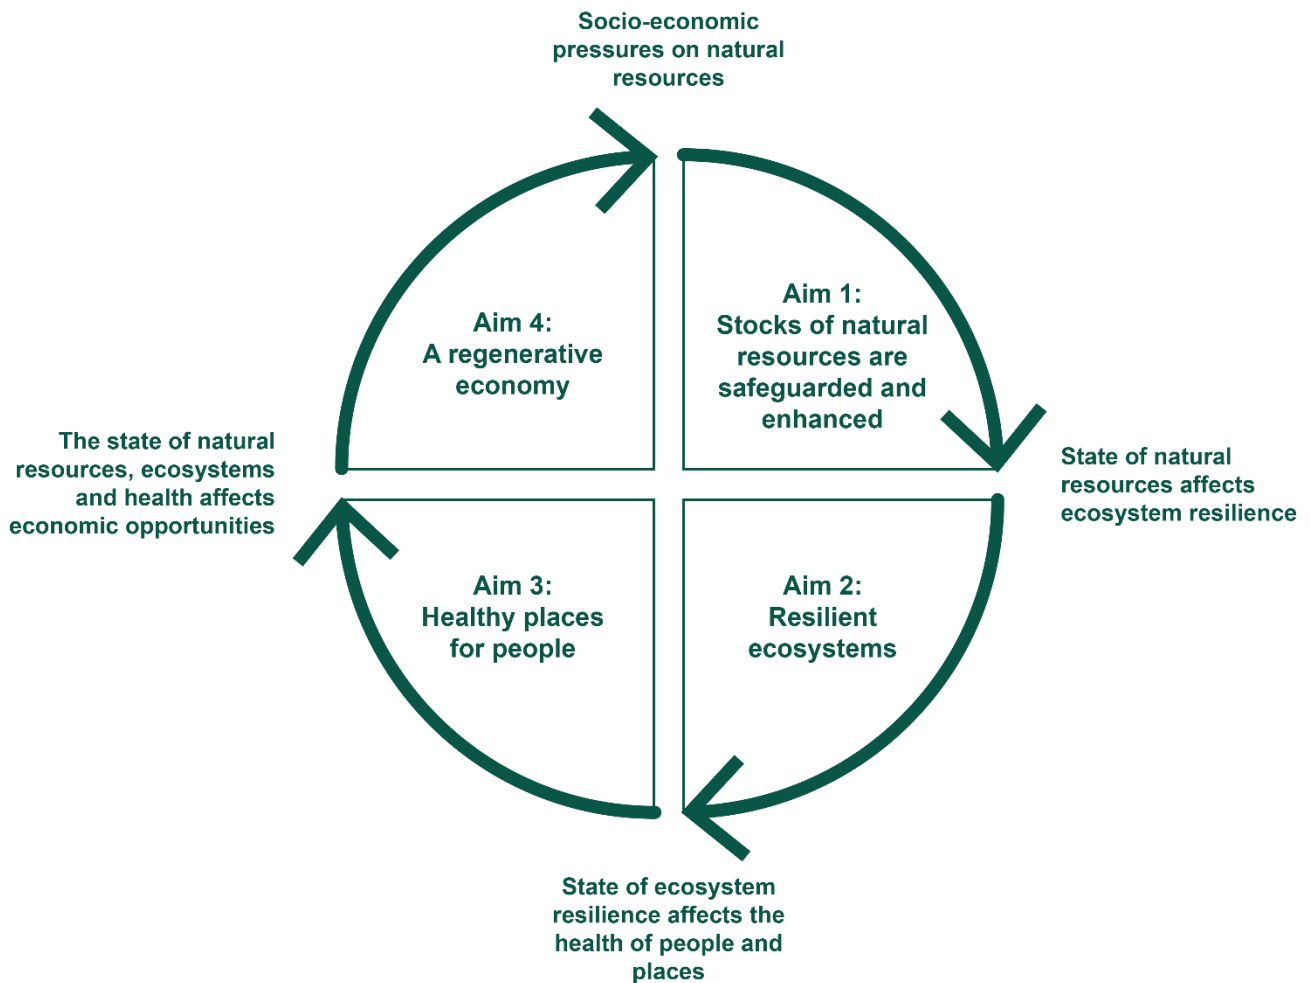 Socio-economic
pressures on natural
resources
Aim 4:
A regenerative
economy
Aim 1:
Stocks of natural
resources are
safeguarded and
enhanced
The state of natural
resources, ecosystems
and health affects
economic opportunities
State of natural
resources affects
ecosystem resilience
Aim 3:
Healthy places
for people
Aim 2:
Resilient
ecosystems
State of ecosystem
resilience affects the
health of people and
places